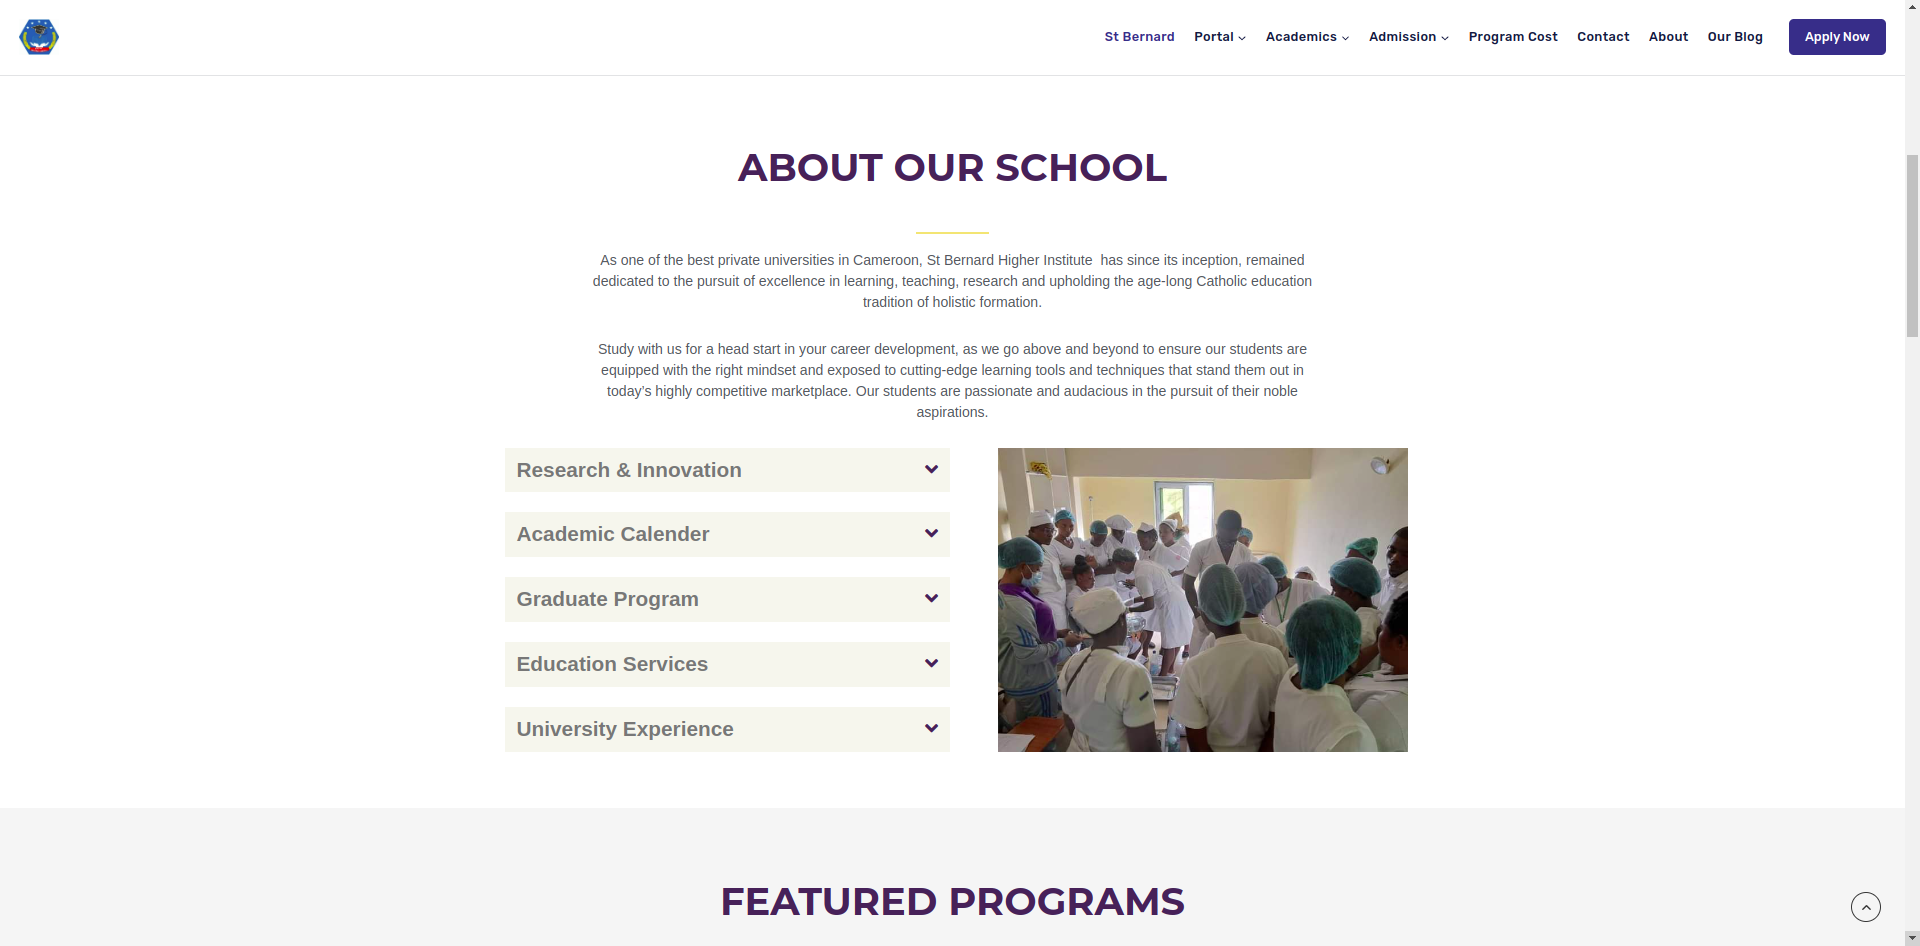 St Bernard Portal Academics Admission Program Cost Contact About Our Blog Apply Now
ABOUT OUR SCHOOL
As one of the best private universities in Cameroon, St Bernard Higher Institute has since its inception, remained
dedicated to the pursuit of excellence in learning, teaching, research and upholding the age-long Catholic education
tradition of holistic formation.
Study with us for a head start in your career development, as we go above and beyond to ensure our students are
equipped with the right mindset and exposed to cutting-edge learning tools and techniques that stand them out in
today’s highly competitive marketplace. Our students are passionate and audacious in the pursuit of their noble
aspirations.
Research & Innovation
Academic Calender
Graduate Program
Education Services
University Experience
FEATURED PROGRAMS